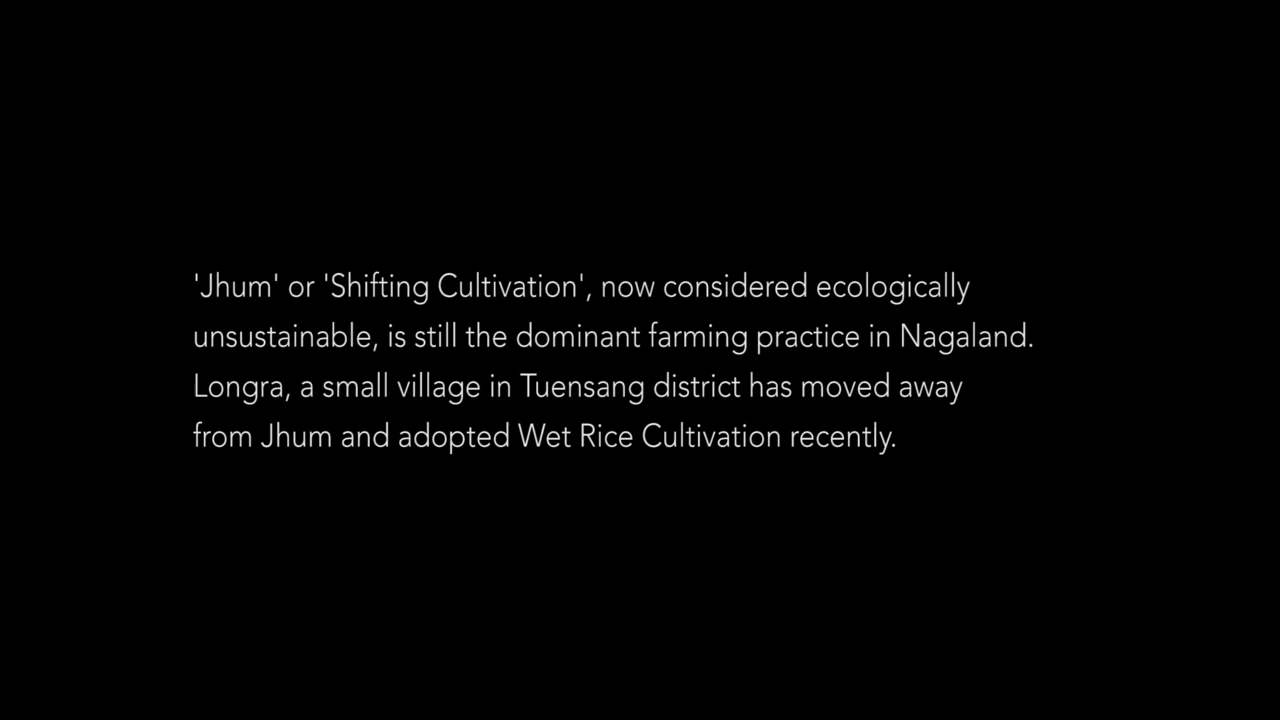 'Jhum' or 'Shifting Cultivation', now considered ecologically
unsustainable, is still the dominant farming practice in Nagaland.
Longra, a small village in Tuensang district has moved away
from Jhum and adopted Wet Rice Cultivation recently.